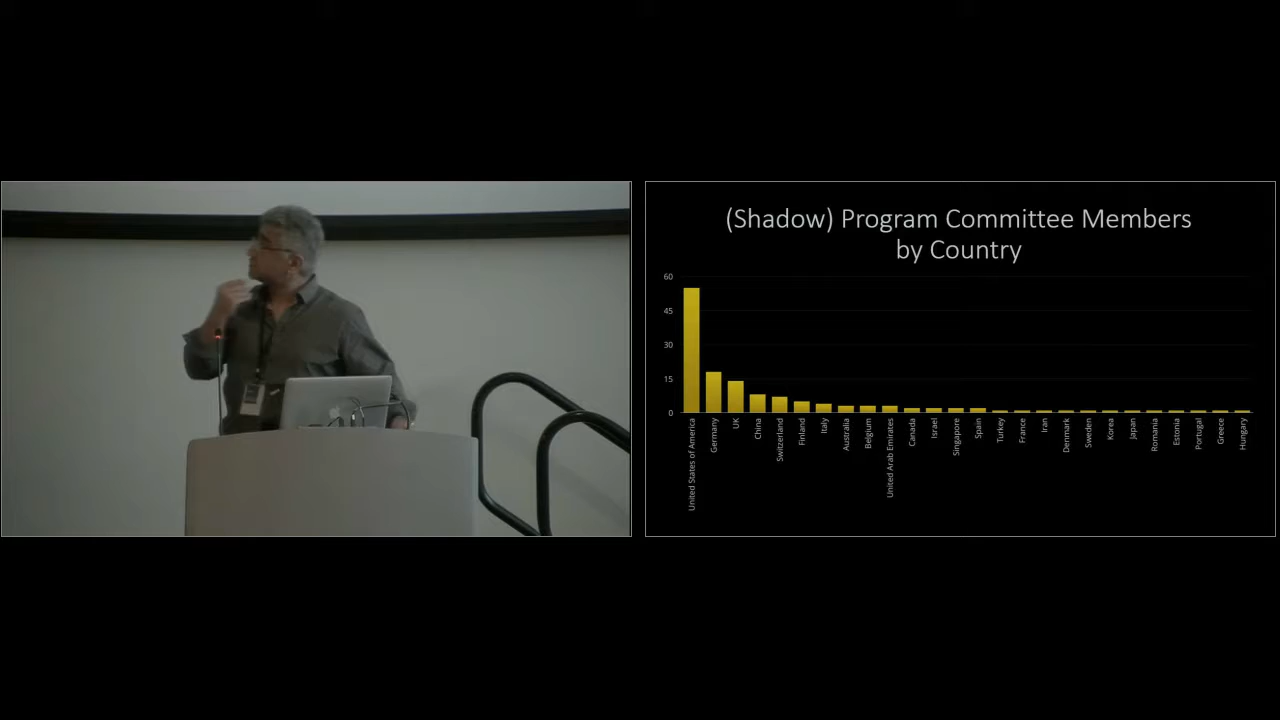 (Shadow) Program Committee Members
by Country
60
45
30
15
0
United States of America
Germany
UK
China
Switzerland
Finland
Italy
Australia
Belgium
United Arab Emirates
Canada
Israel
Singapore
Spain
Turkey
France
Iran
Denmark
Sweden
Korea
Japan
Romania
Estonia
Portugal
Greece
Hungary